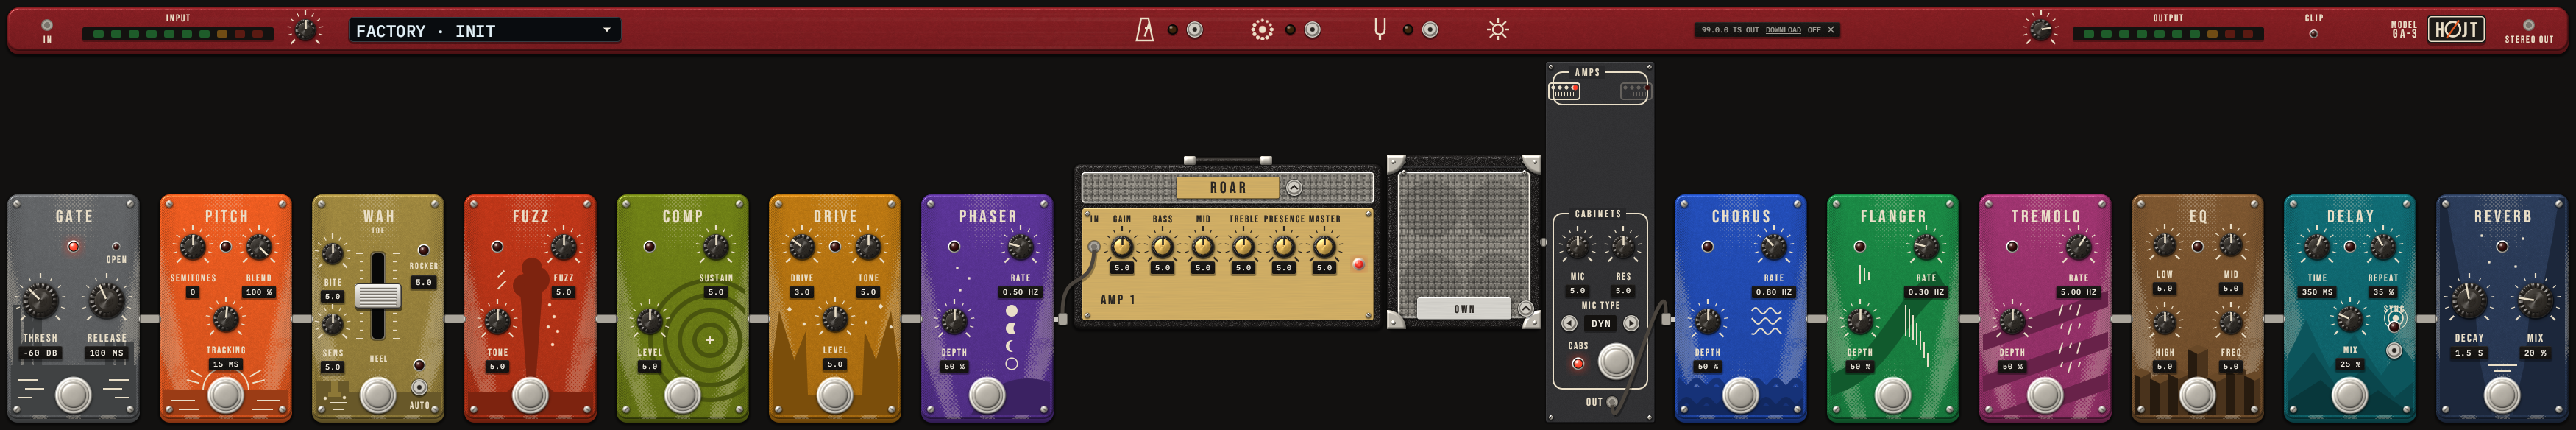 INPUT
IN
FACTORY · INIT
99.0.0 IS OUT DOWNLOAD OFF
OUTPUT
CLIP
MODEL
GA-3
HØJT
STEREO OUT
GATE
OPEN
THRESH
-60 DB
RELEASE
100 MS
PITCH
SEMITONES
0
BLEND
100 %
TRACKING
15 MS
WAH
TOE
BITE
5.0
ROCKER
5.0
SENS
5.0
HEEL
AUTO
FUZZ
FUZZ
5.0
TONE
5.0
COMP
SUSTAIN
5.0
LEVEL
5.0
DRIVE
DRIVE
3.0
TONE
5.0
LEVEL
5.0
PHASER
RATE
0.50 HZ
DEPTH
50 %
ROAR
IN GAIN BASS MID TREBLE PRESENCE MASTER
5.0 5.0 5.0 5.0 5.0 5.0
AMP 1
OWN
AMPS
CABINETS
MIC RES
5.0 5.0
MIC TYPE
DYN
CABS
OUT
CHORUS
RATE
0.80 HZ
DEPTH
50 %
FLANGER
RATE
0.30 HZ
DEPTH
50 %
TREMOLO
RATE
5.00 HZ
DEPTH
50 %
EQ
LOW MID
5.0 5.0
HIGH FREQ
5.0 5.0
DELAY
TIME REPEAT
350 MS 35 %
SYNC
MIX
25 %
REVERB
DECAY MIX
1.5 S 20 %